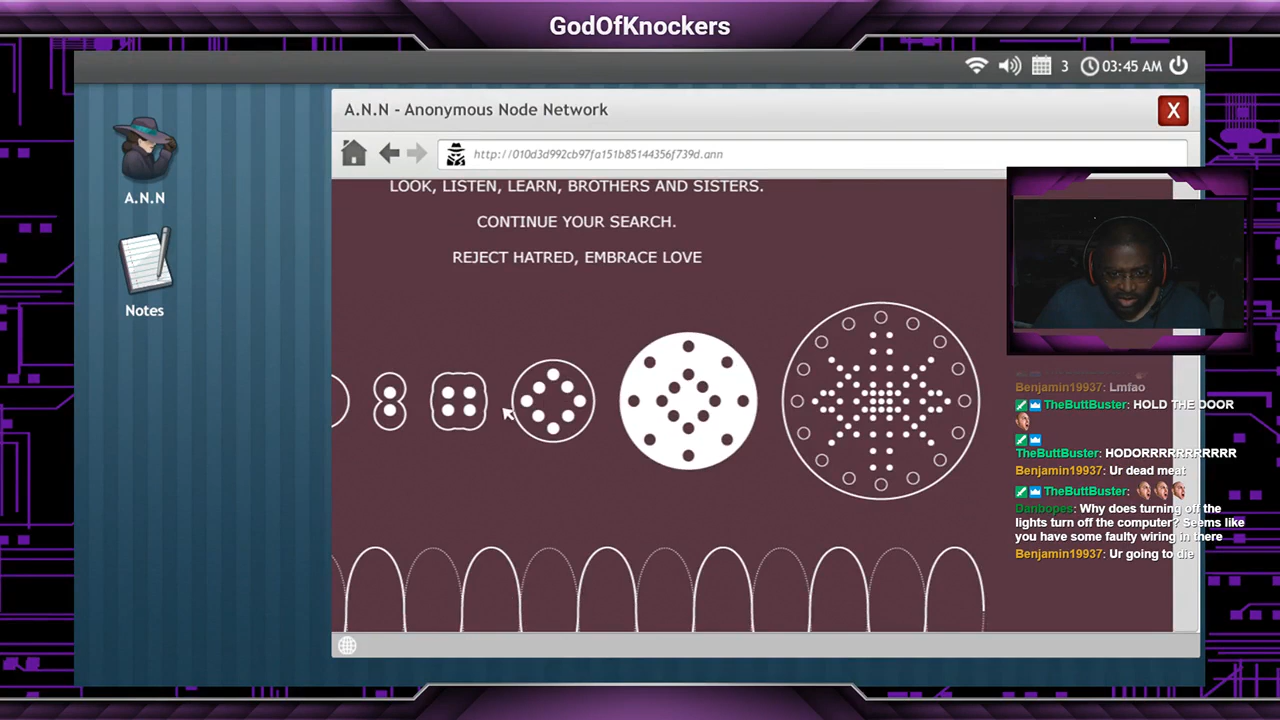 GodOfKnockers
3
03:45 AM
A.N.N - Anonymous Node Network
X
http://010d3d992cb97fa151b85144356f739d.ann
A.N.N
Notes
LOOK, LISTEN, LEARN, BROTHERS AND SISTERS.
CONTINUE YOUR SEARCH.
REJECT HATRED, EMBRACE LOVE
Benjamin19937: Lmfao
TheButtBuster: HOLD THE DOOR
TheButtBuster:
HODORRRRRRRRRRR
Benjamin19937: Ur dead meat
TheButtBuster:
Danbopes: Why does turning off the
lights turn off the computer? Seems like
you have some faulty wiring in there
Benjamin19937: Ur going to die